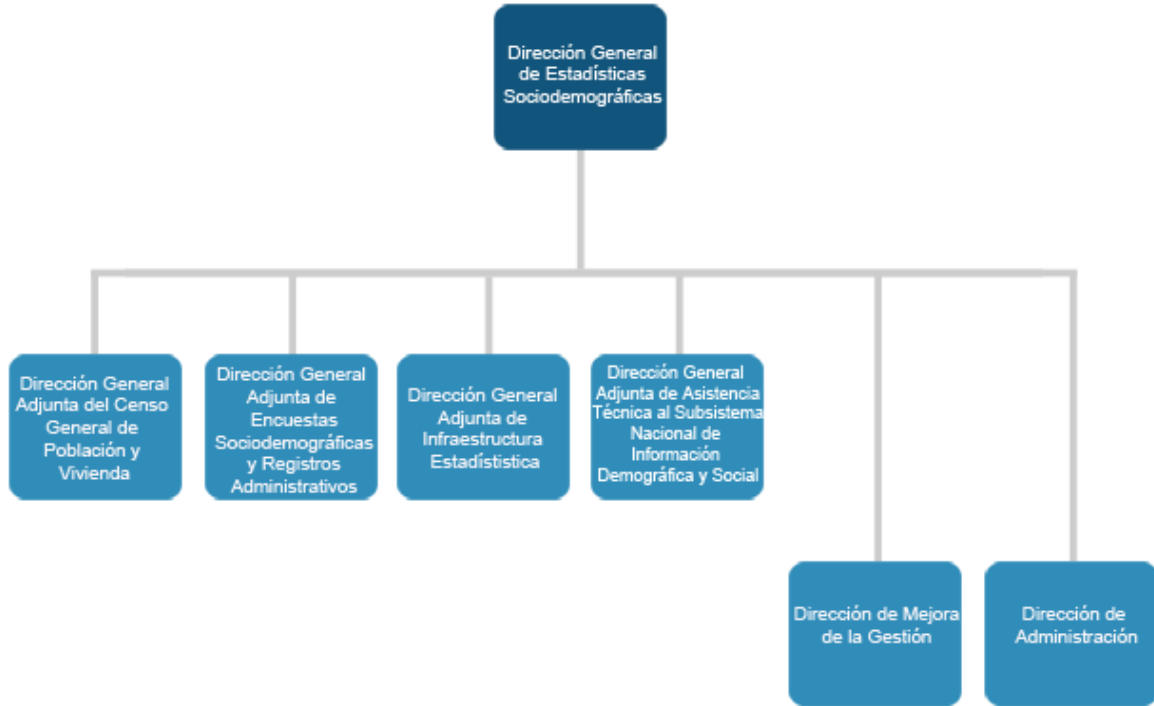 Dirección General
de Estadísticas
Sociodemográficas
Dirección General
Adjunta del Censo
General de
Población y
Vivienda
Dirección General
Adjunta de
Encuestas
Sociodemográficas
y Registros
Administrativos
Dirección General
Adjunta de
Infraestructura
Estadístistica
Dirección General
Adjunta de Asistencia
Técnica al Subsistema
Nacional de
Información
Demográfica y Social
Dirección de Mejora
de la Gestión
Dirección de
Administración